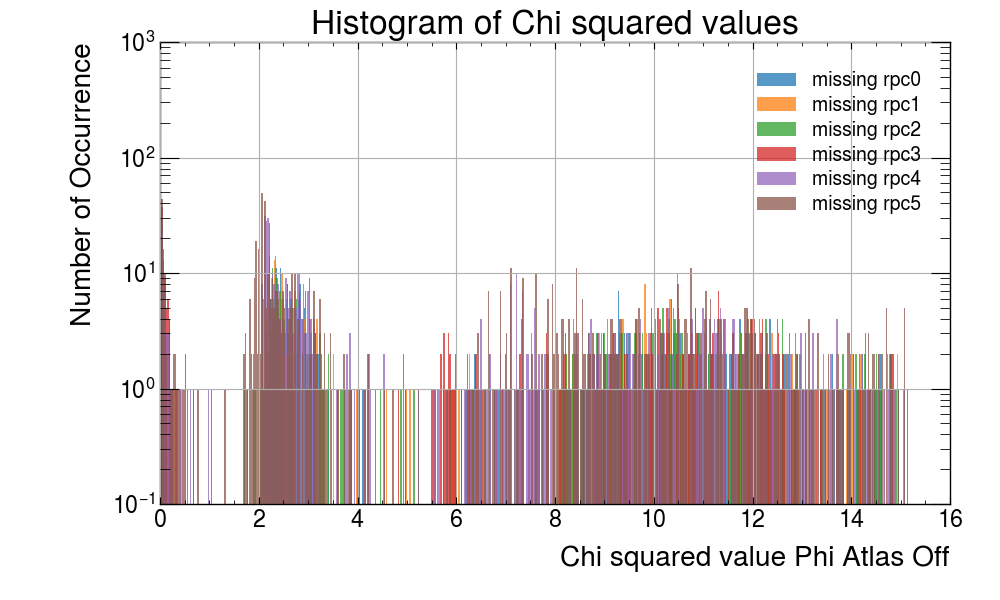 Histogram of Chi squared values
Number of Occurrence
10³
10²
10¹
10⁰
10⁻¹
missing rpc0
missing rpc1
missing rpc2
missing rpc3
missing rpc4
missing rpc5
0 2 4 6 8 10 12 14 16
Chi squared value Phi Atlas Off